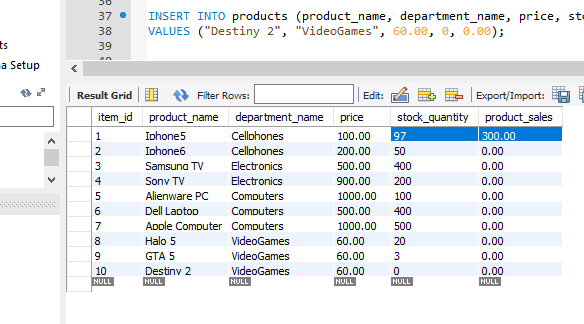 36
37 INSERT INTO products (product_name, department_name, price, sto
38 VALUES ("Destiny 2", "VideoGames", 60.00, 0, 0.00);
39
ts
na Setup
Result Grid Filter Rows: Edit: Export/Import:
item_id product_name department_name price stock_quantity product_sales
1 Iphone5 Cellphones 100.00 97 300.00
2 Iphone6 Cellphones 200.00 50 0.00
3 Samsung TV Electronics 500.00 400 0.00
4 Sony TV Electronics 900.00 200 0.00
5 Alienware PC Computers 1000.00 100 0.00
6 Dell Laptop Computers 500.00 400 0.00
7 Apple Computer Computers 1000.00 500 0.00
8 Halo 5 VideoGames 60.00 20 0.00
9 GTA 5 VideoGames 60.00 3 0.00
10 Destiny 2 VideoGames 60.00 0 0.00
NULL NULL NULL NULL NULL NULL